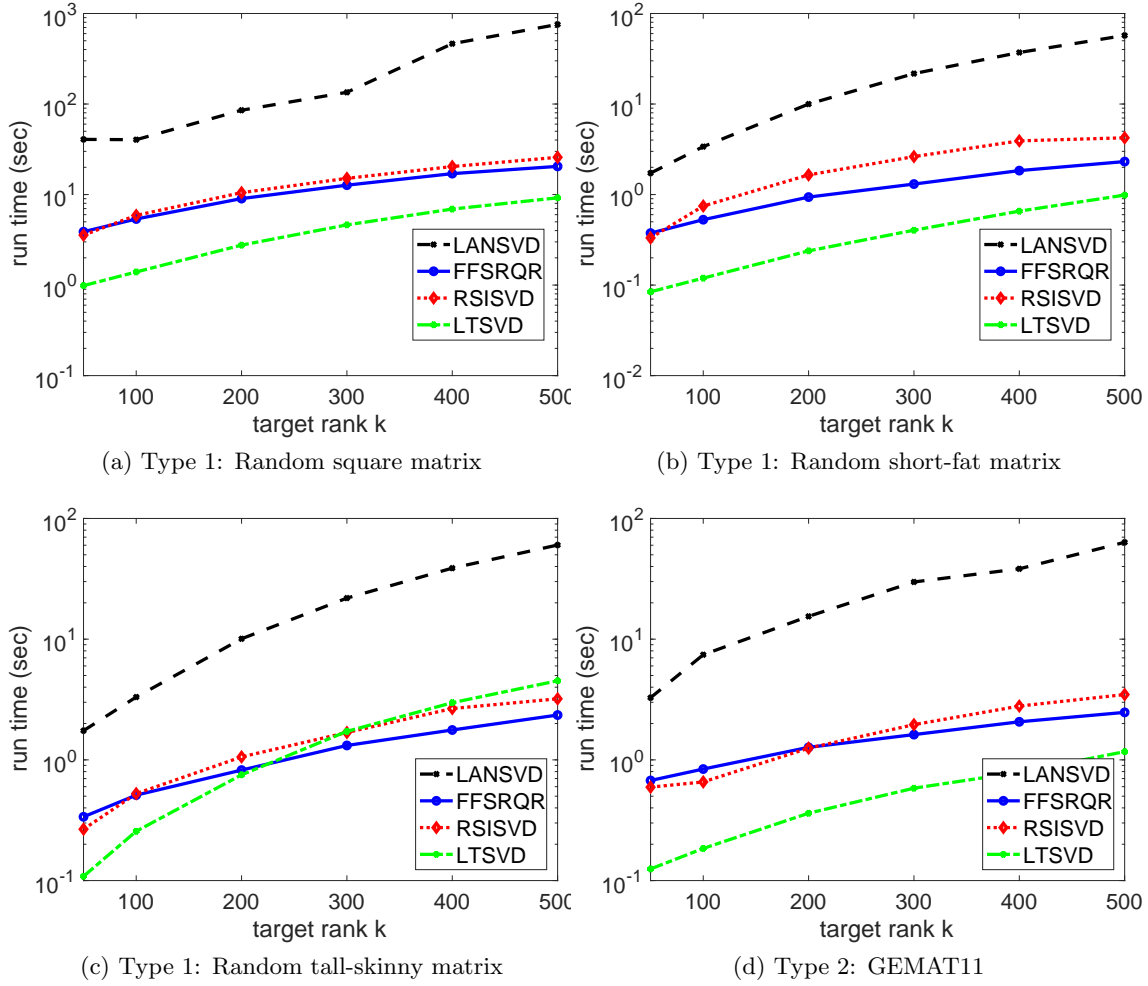 10^3
10^2
10^1
10^0
10^-1
run time (sec)
LANSVD
FFSRQR
RSISVD
LTSVD
100 200 300 400 500
target rank k
(a) Type 1: Random square matrix
10^2
10^1
10^0
10^-1
10^-2
run time (sec)
LANSVD
FFSRQR
RSISVD
LTSVD
100 200 300 400 500
target rank k
(b) Type 1: Random short-fat matrix
10^2
10^1
10^0
10^-1
run time (sec)
LANSVD
FFSRQR
RSISVD
LTSVD
100 200 300 400 500
target rank k
(c) Type 1: Random tall-skinny matrix
10^2
10^1
10^0
10^-1
run time (sec)
LANSVD
FFSRQR
RSISVD
LTSVD
100 200 300 400 500
target rank k
(d) Type 2: GEMAT11